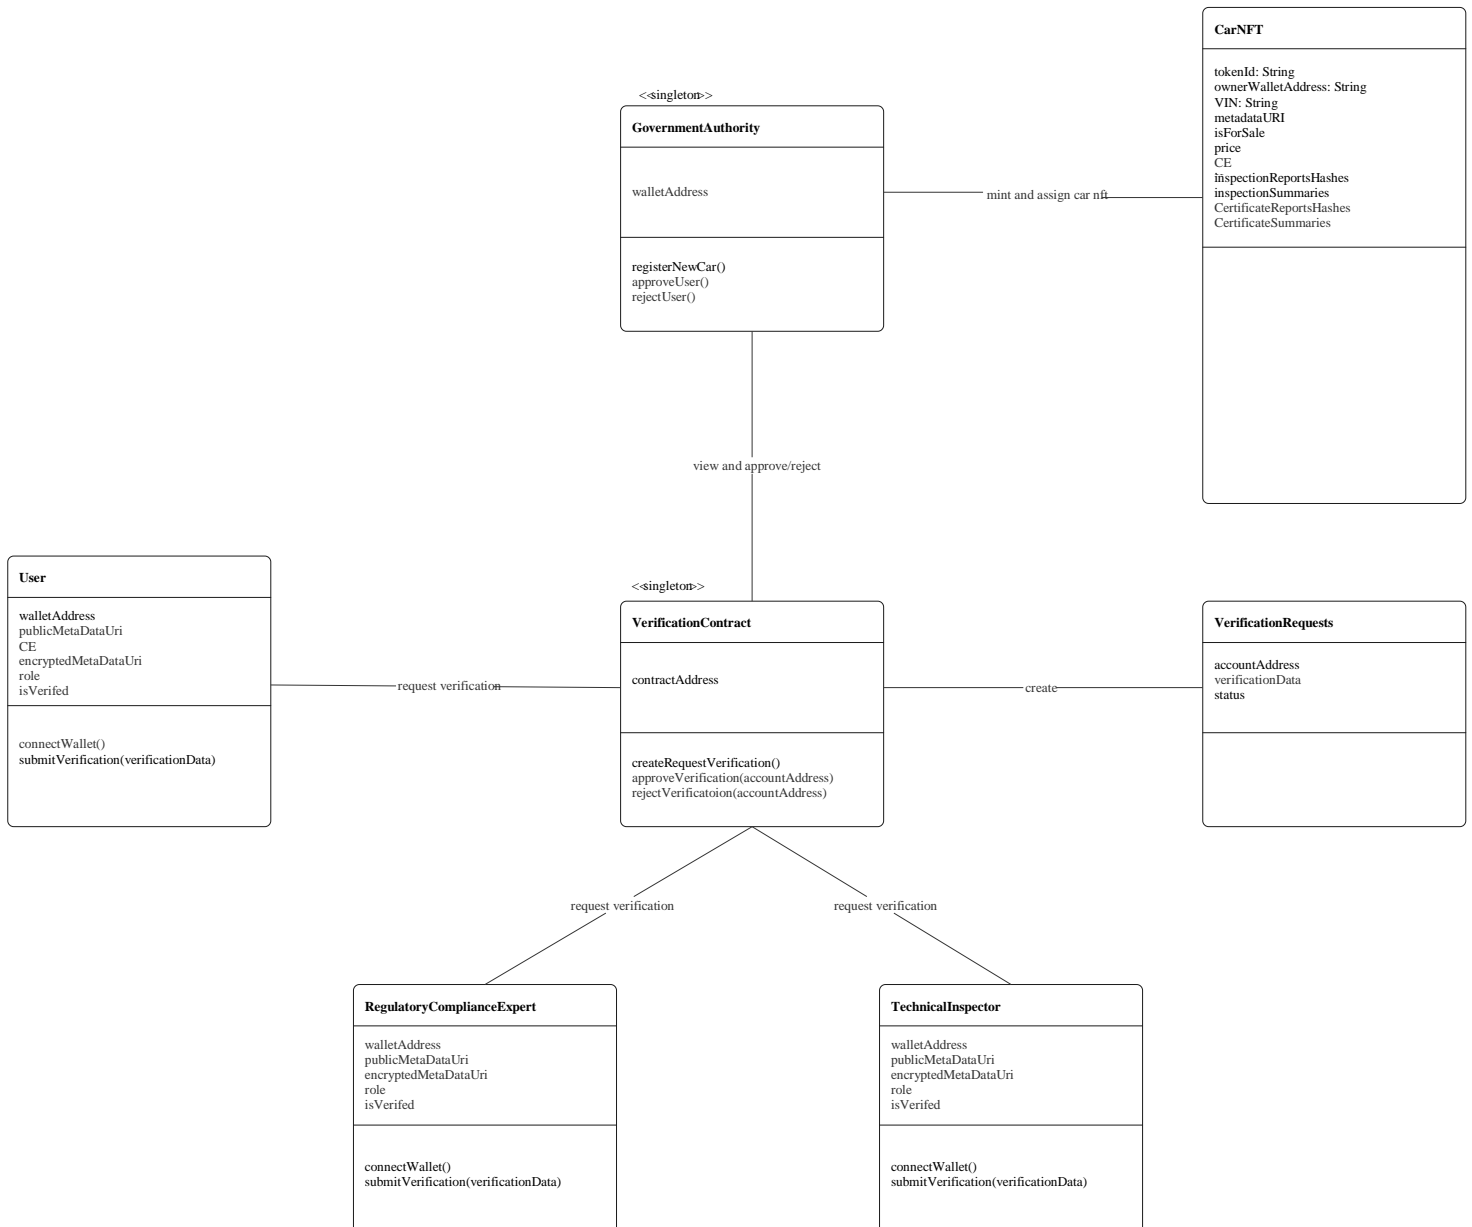 CarNFT
tokenId: String
ownerWalletAddress: String
VIN: String
metadataURI
isForSale
price
CE
inspectionReportsHashes
inspectionSummaries
CertificateReportsHashes
CertificateSummaries
<<singleton>>
GovernmentAuthority
walletAddress
registerNewCar()
approveUser()
rejectUser()
mint and assign car nft
view and approve/reject
User
walletAddress
publicMetaDataUri
CE
encryptedMetaDataUri
role
isVerifed
connectWallet()
submitVerification(verificationData)
request verification
<<singleton>>
VerificationContract
contractAddress
createRequestVerification()
approveVerification(accountAddress)
rejectVerificatoion(accountAddress)
create
VerificationRequests
accountAddress
verificationData
status
request verification
request verification
RegulatoryComplianceExpert
walletAddress
publicMetaDataUri
encryptedMetaDataUri
role
isVerifed
connectWallet()
submitVerification(verificationData)
TechnicalInspector
walletAddress
publicMetaDataUri
encryptedMetaDataUri
role
isVerifed
connectWallet()
submitVerification(verificationData)